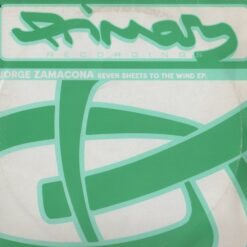 Primary
RECORDINGS
JORGE ZAMACONA SEVEN SHEETS TO THE WIND EP.